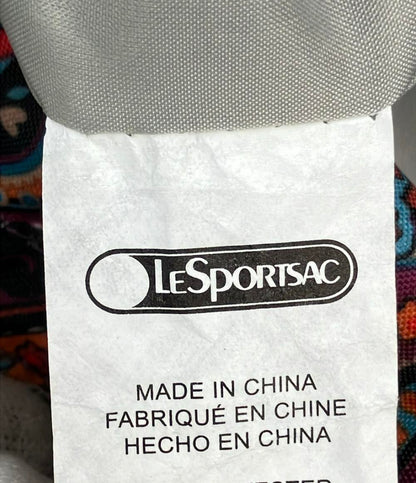 LESPORTSAC
MADE IN CHINA
FABRIQUÉ EN CHINE
HECHO EN CHINA